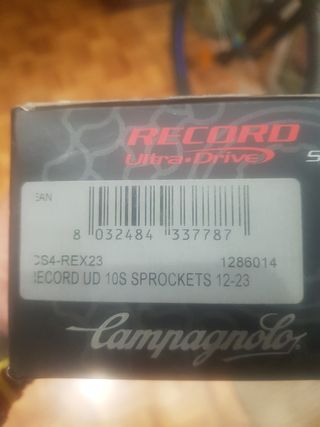 RECORD
Ultra-Drive S
EAN
8 032484 337787
CS4-REX23 1286014
RECORD UD 10S SPROCKETS 12-23
Campagnolo